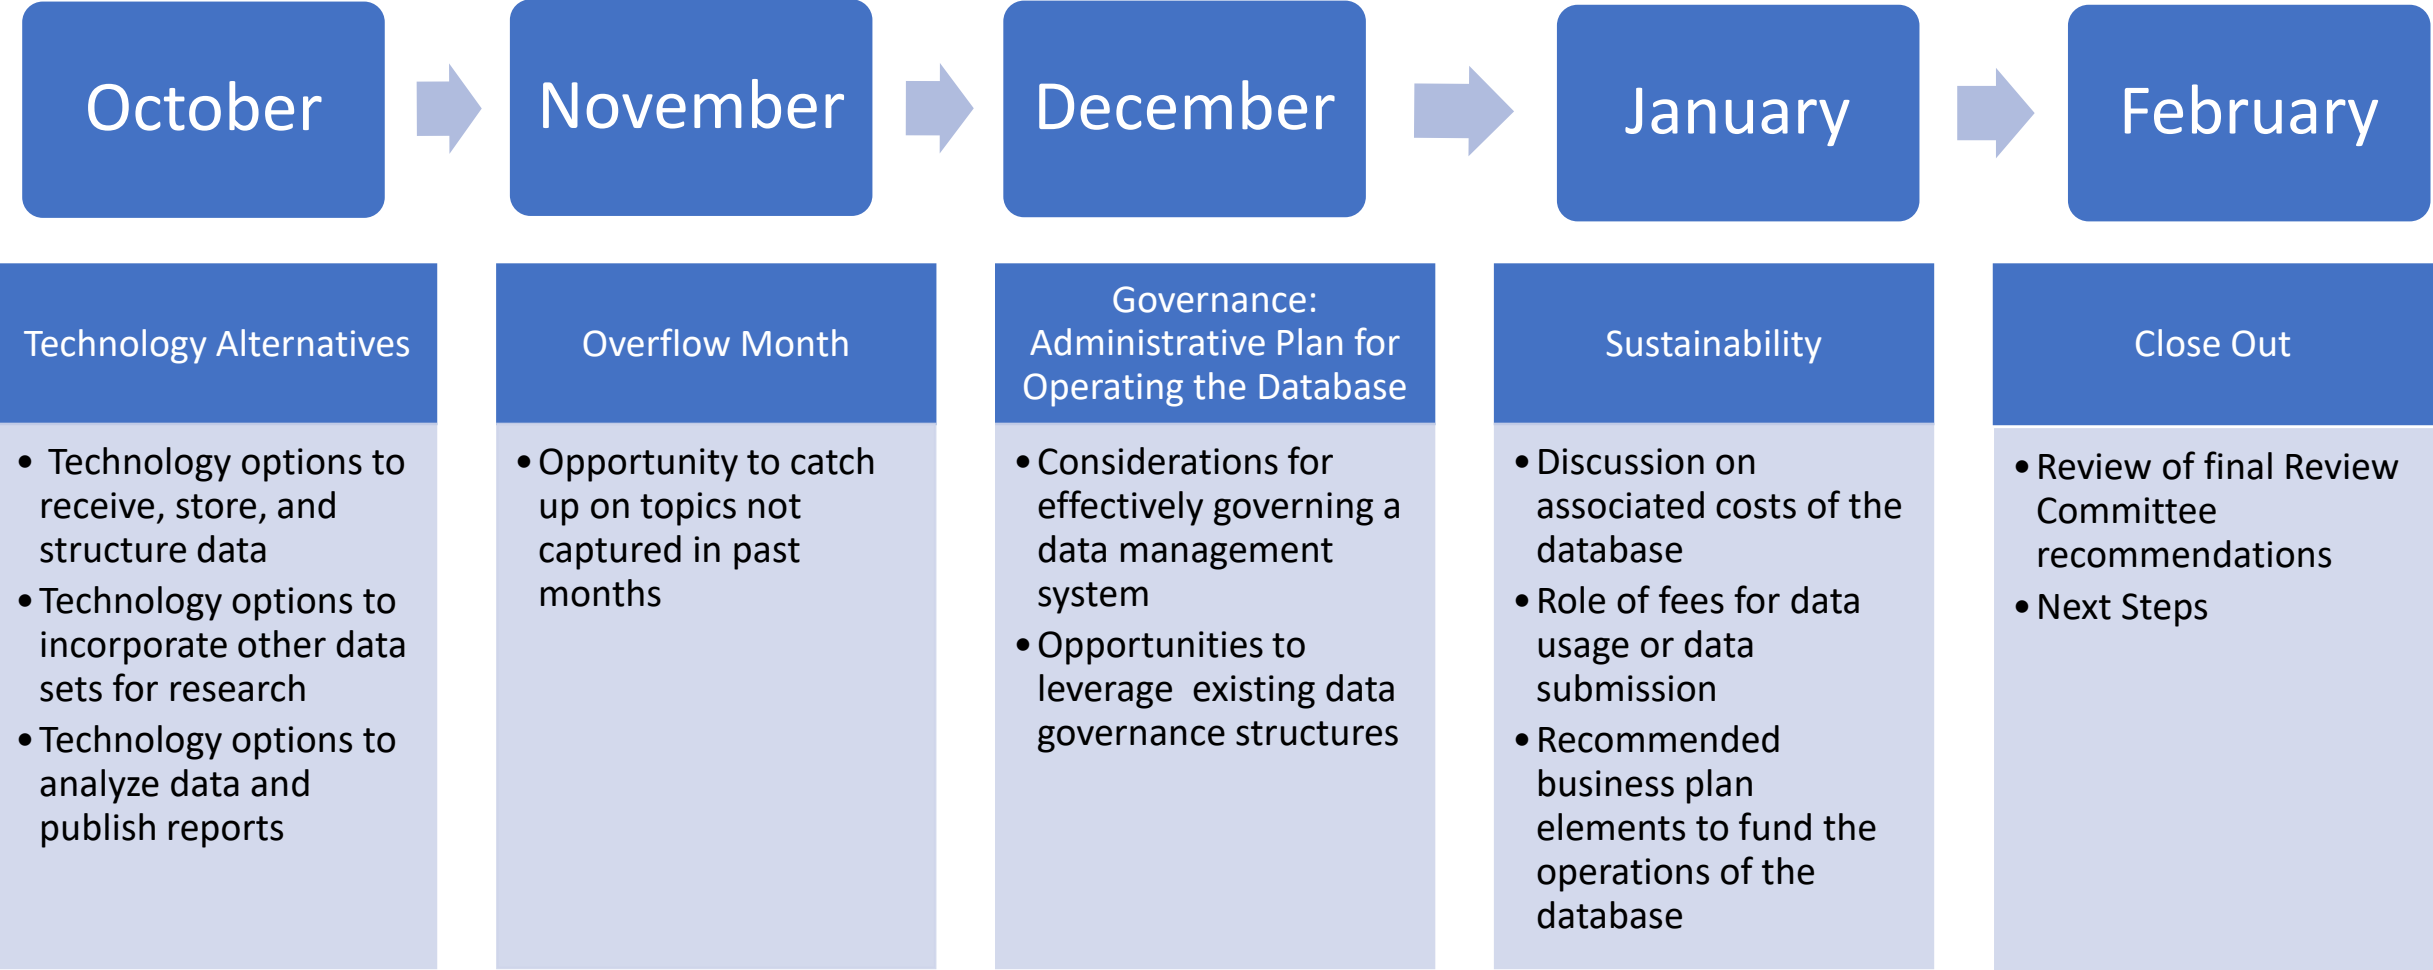 October
November
December
January
February
Technology Alternatives
• Technology options to
receive, store, and
structure data
• Technology options to
incorporate other data
sets for research
• Technology options to
analyze data and
publish reports
Overflow Month
• Opportunity to catch
up on topics not
captured in past
months
Governance:
Administrative Plan for
Operating the Database
• Considerations for
effectively governing a
data management
system
• Opportunities to
leverage existing data
governance structures
Sustainability
• Discussion on
associated costs of the
database
• Role of fees for data
usage or data
submission
• Recommended
business plan
elements to fund the
operations of the
database
Close Out
• Review of final Review
Committee
recommendations
• Next Steps